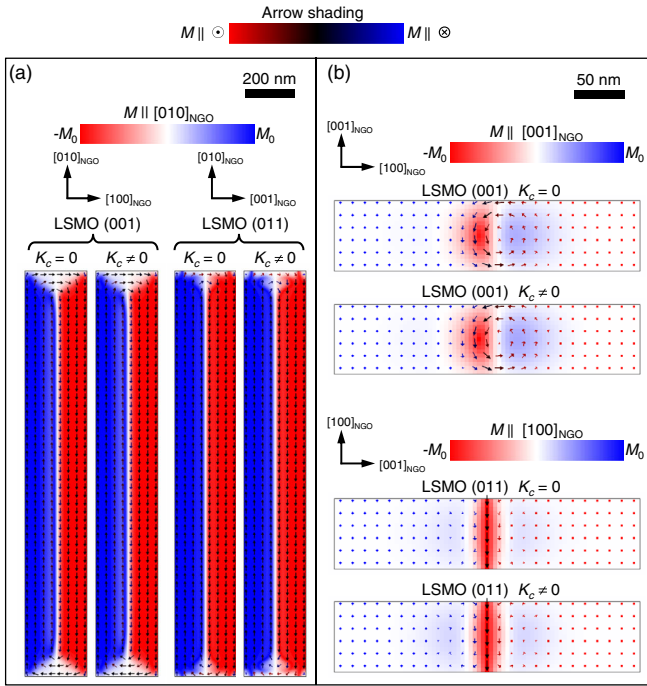 Arrow shading
M || ⊙ M || ⊗
(a)
200 nm
M || [010]NGO
-M0 M0
[010]NGO [010]NGO
[100]NGO [001]NGO
LSMO (001) LSMO (011)
Kc = 0 Kc ≠ 0 Kc = 0 Kc ≠ 0
(b)
50 nm
[001]NGO
M || [001]NGO
-M0 M0
[100]NGO
LSMO (001) Kc = 0
LSMO (001) Kc ≠ 0
[100]NGO
M || [100]NGO
-M0 M0
[001]NGO
LSMO (011) Kc = 0
LSMO (011) Kc ≠ 0